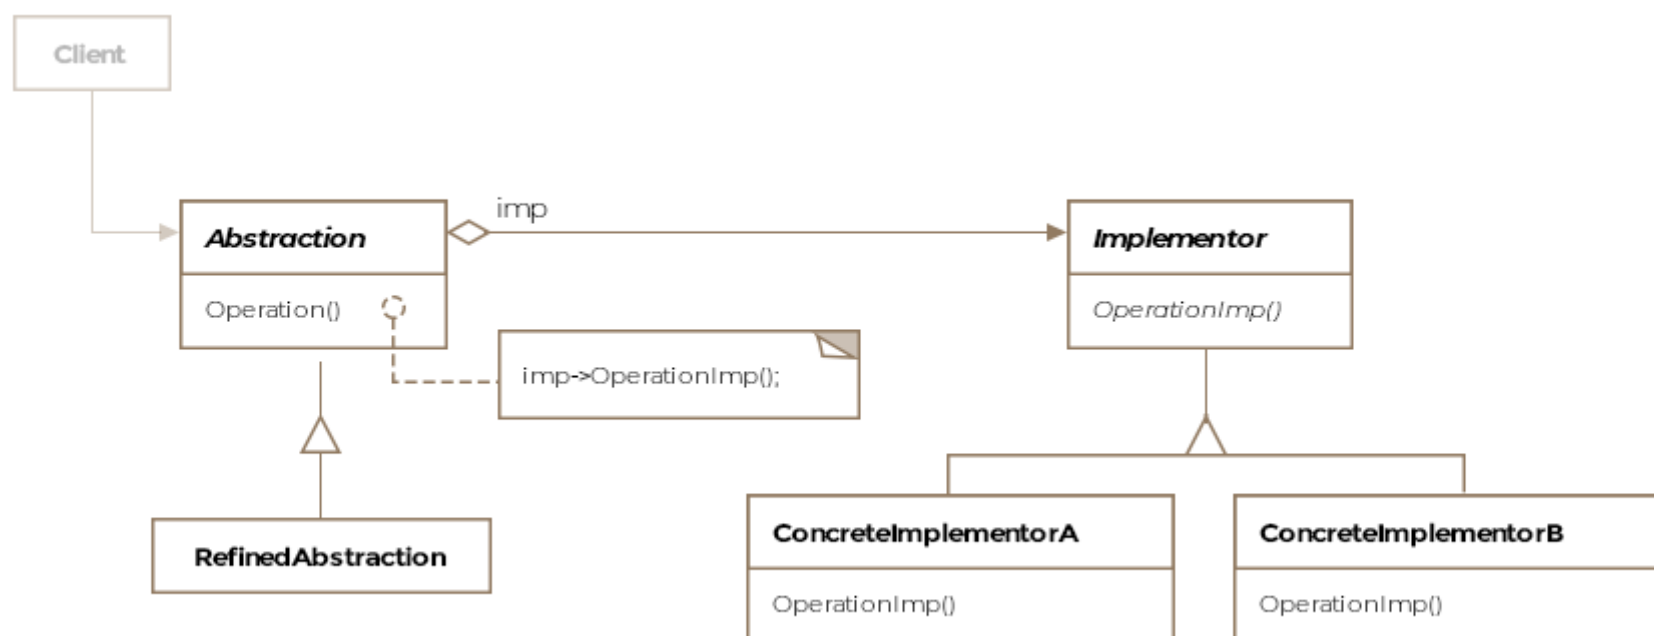 Client
imp
Abstraction
Implementor
Operation()
OperationImp()
imp->OperationImp();
RefinedAbstraction
ConcreteImplementorA
ConcreteImplementorB
OperationImp()
OperationImp()